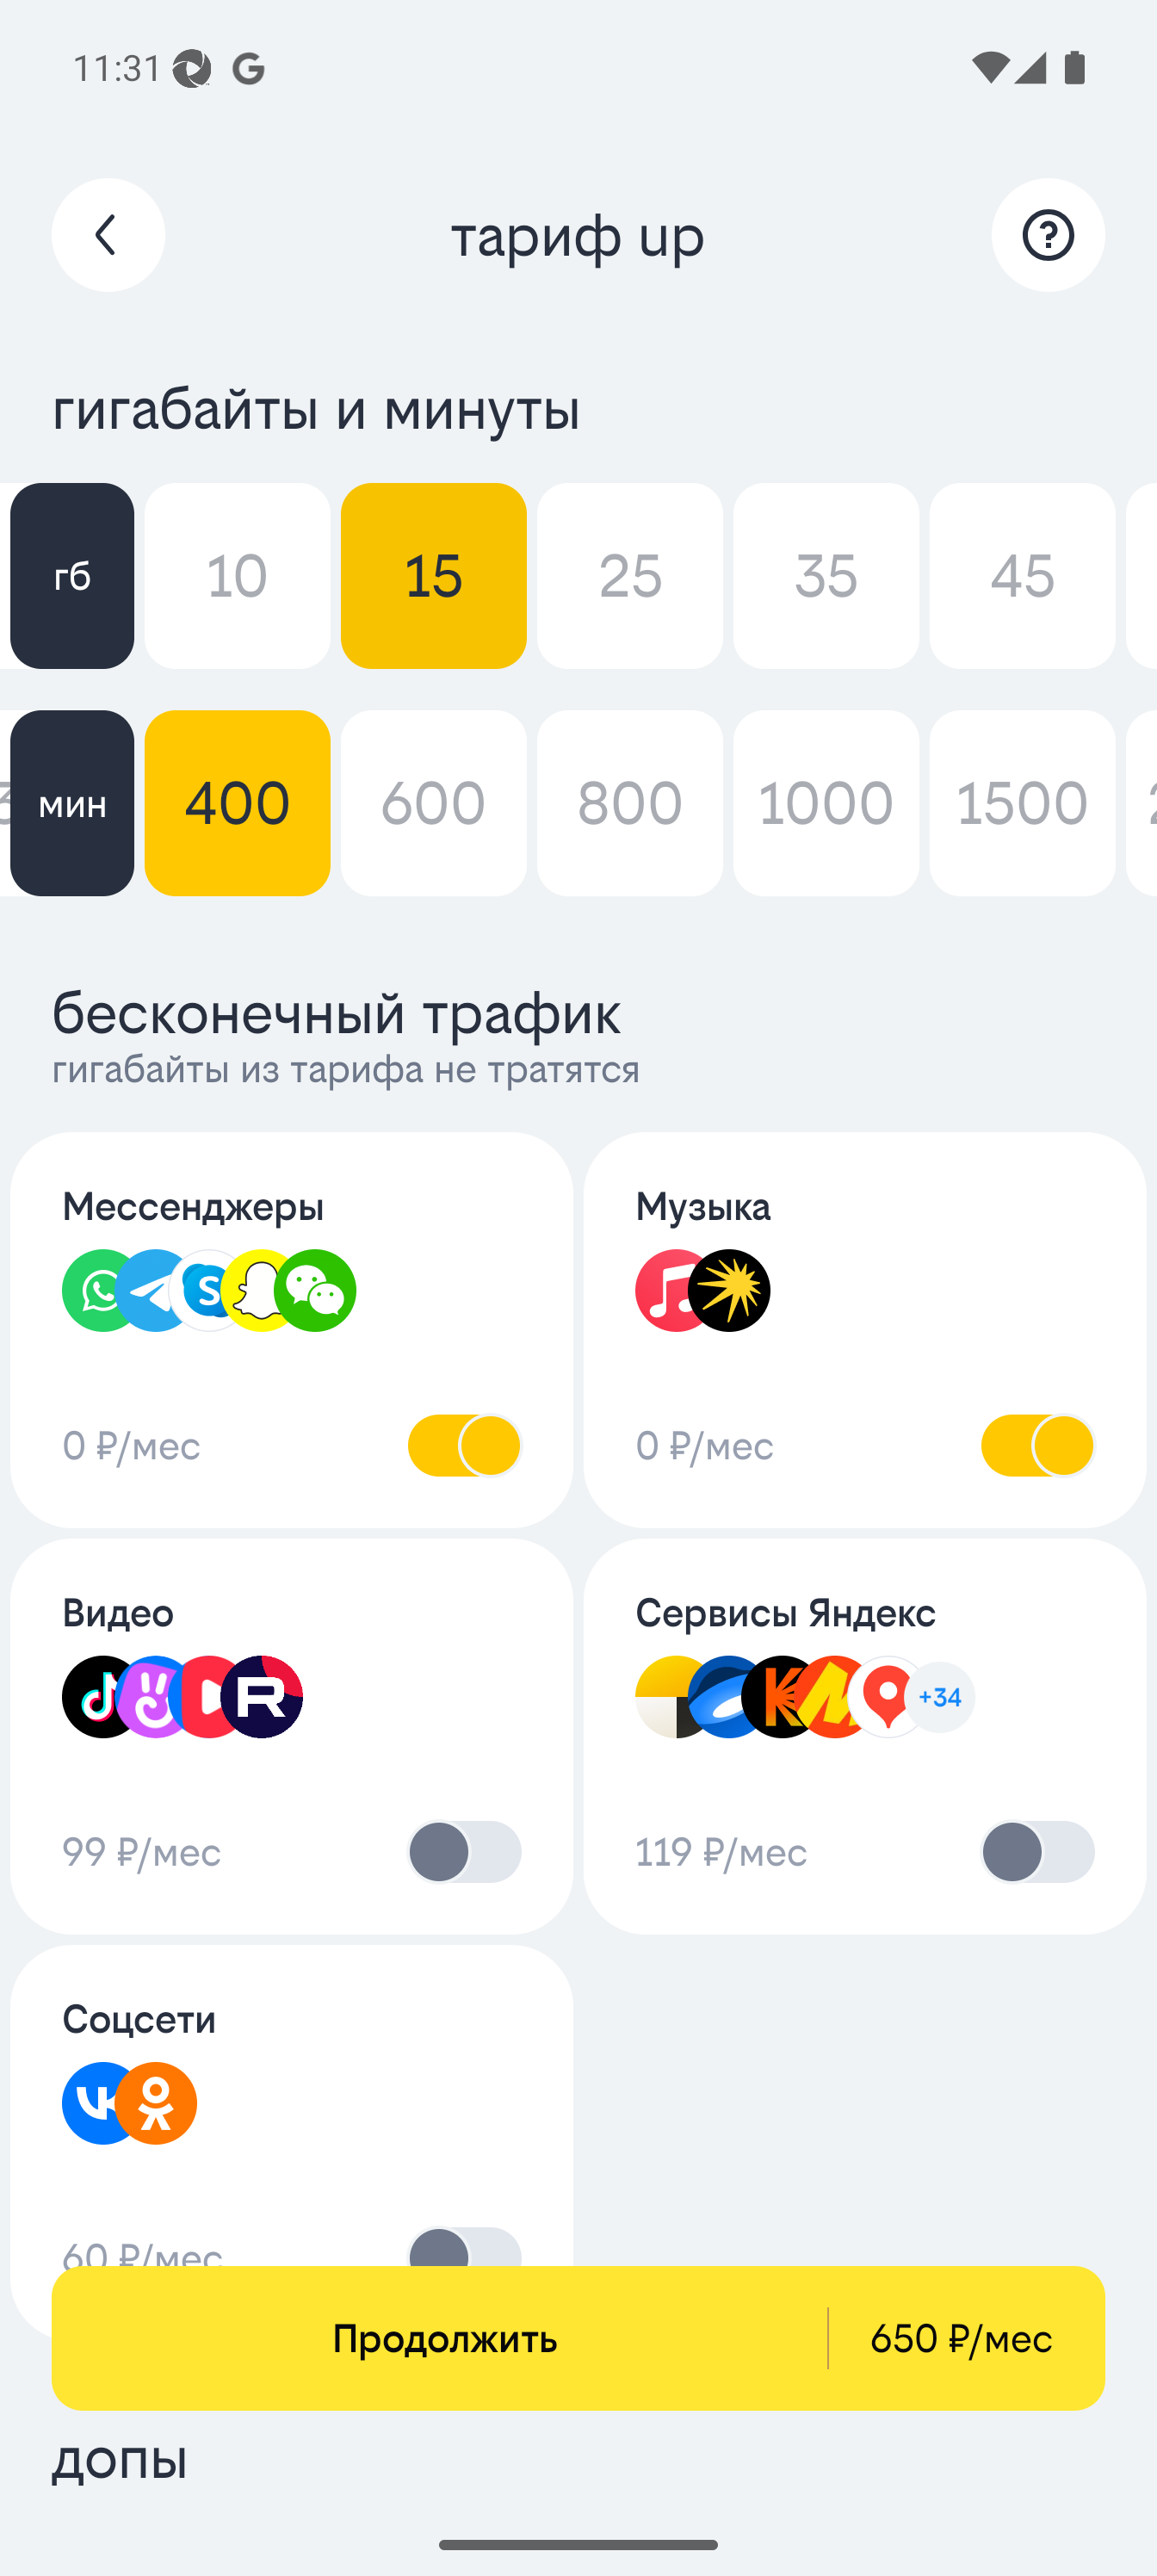 11:31
тариф up
гигабайты и минуты
гб 10 15 25 35 45
мин 400 600 800 1000 1500
бесконечный трафик
гигабайты из тарифа не тратятся
Мессенджеры
0 ₽/мес
Музыка
0 ₽/мес
Видео
99 ₽/мес
Сервисы Яндекс
+34
119 ₽/мес
Соцсети
60 ₽/мес
Продолжить 650 ₽/мес
допы